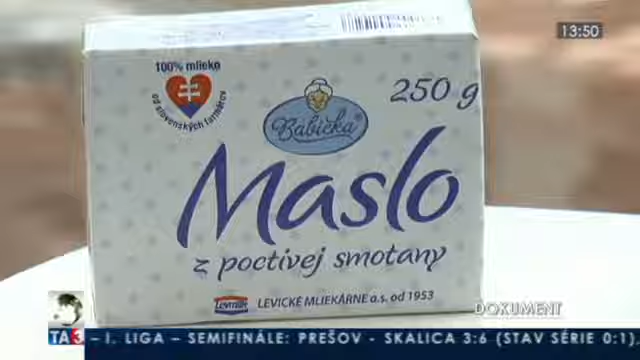 13:50
100% mlieko
od slovenských farmárov
250 g
Babička
Maslo
z poctivej smotany
Levmilk
LEVICKÉ MLIEKÁRNE a.s. od 1953
DOKUMENT
TA3 – I. LIGA – SEMIFINÁLE: PREŠOV - SKALICA 3:6 (STAV SÉRIE 0:1)